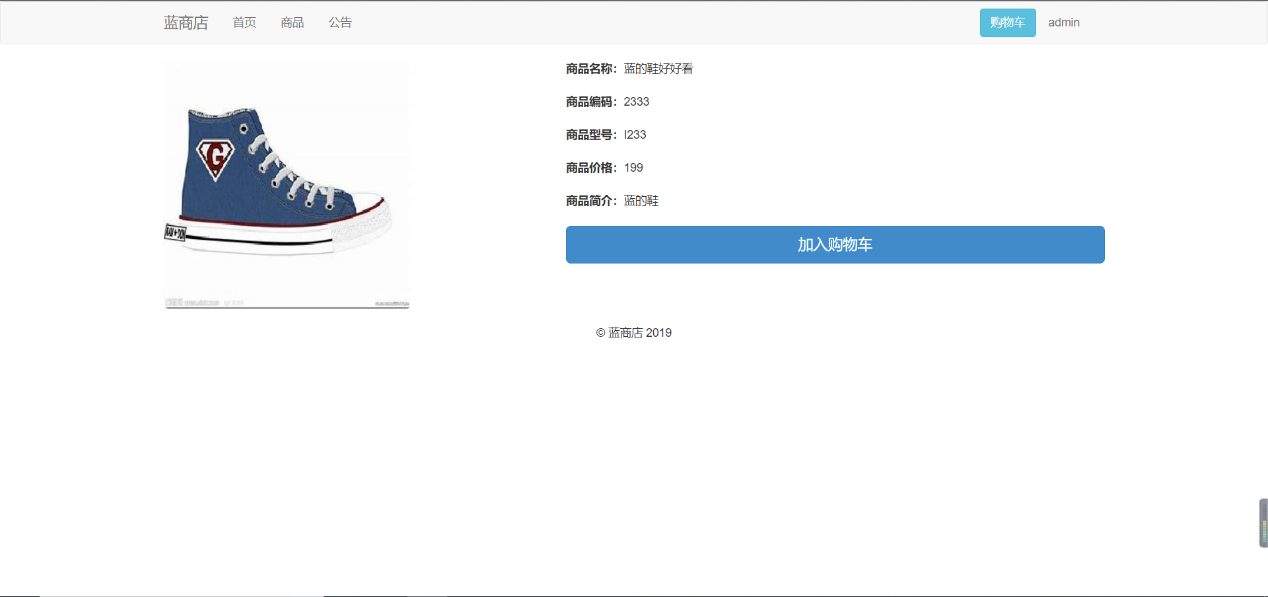 蓝商店 首页 商品 公告 购物车 admin
商品名称：蓝的鞋好好看
商品编码：2333
商品型号：l233
商品价格：199
商品简介：蓝的鞋
加入购物车
G
© 蓝商店 2019